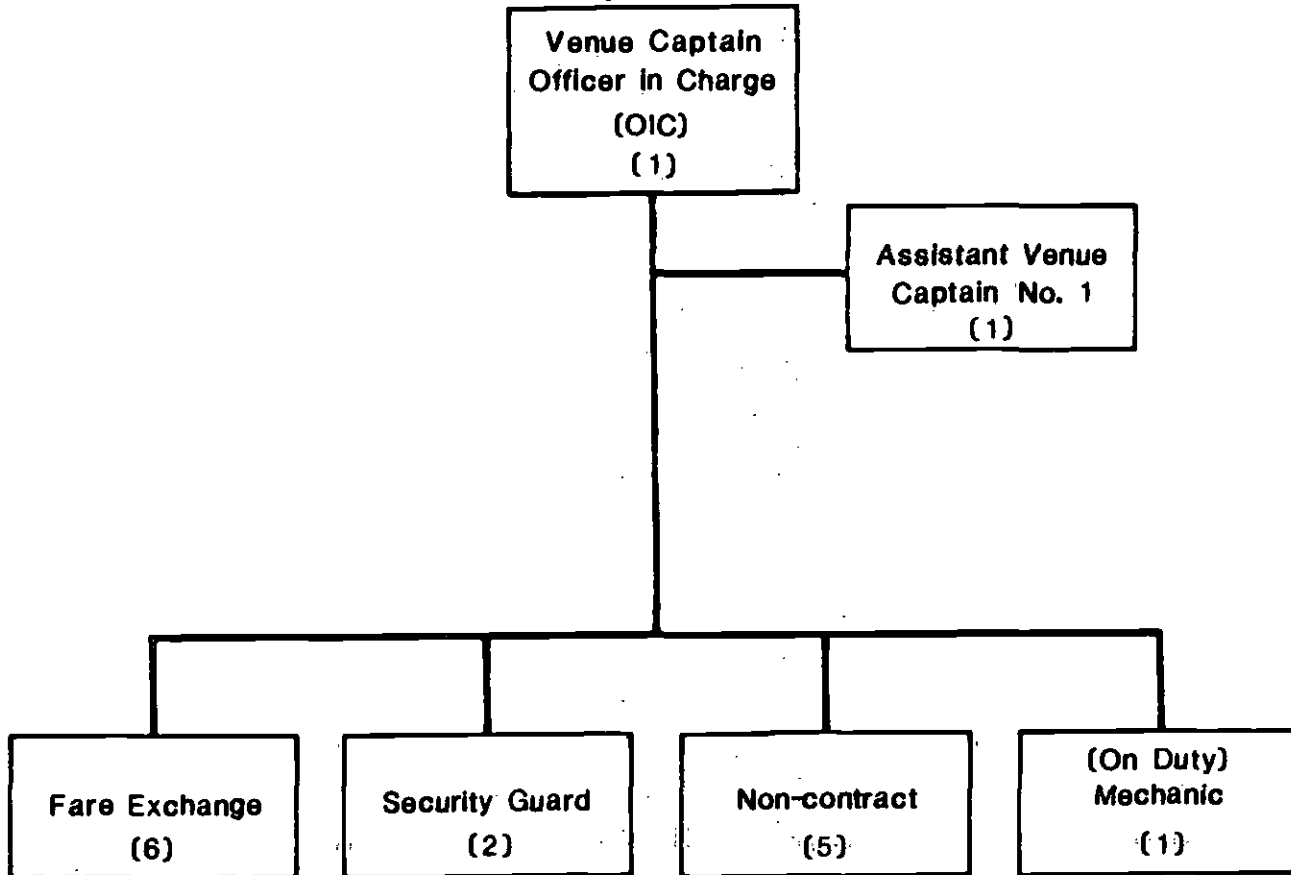 Venue Captain
Officer in Charge
(OIC)
(1)
Assistant Venue
Captain No. 1
(1)
Fare Exchange
(6)
Security Guard
(2)
Non-contract
(5)
(On Duty)
Mechanic
(1)